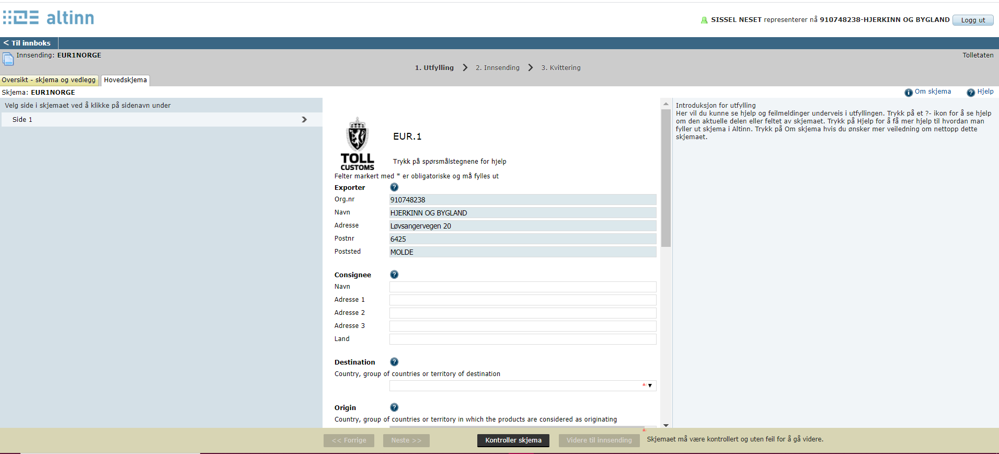 altinn
SISSEL NESET representerer nå 910748238-HJERKINN OG BYGLAND
Logg ut
< Til innboks
Innsending: EUR1NORGE
Tolletaten
1. Utfylling
2. Innsending
3. Kvittering
Oversikt - skjema og vedlegg
Hovedskjema
Skjema: EUR1NORGE
Om skjema
Hjelp
Velg side i skjemaet ved å klikke på sidenavn under
Side 1
TOLL
CUSTOMS
EUR.1
Trykk på spørsmålstegnene for hjelp
Felter markert med * er obligatoriske og må fylles ut
Exporter
Org.nr 910748238
Navn HJERKINN OG BYGLAND
Adresse Løvsangervegen 20
Postnr 6425
Poststed MOLDE
Consignee
Navn
Adresse 1
Adresse 2
Adresse 3
Land
Destination
Country, group of countries or territory of destination
*
Origin
Country, group of countries or territory in which the products are considered as originating
Introduksjon for utfylling
Her vil du kunne se hjelp og feilmeldinger underveis i utfyllingen. Trykk på et ?- ikon for å se hjelp
om den aktuelle delen eller feltet av skjemaet. Trykk på Hjelp for å få mer hjelp til hvordan man
fyller ut skjema i Altinn. Trykk på Om skjema hvis du ønsker mer veiledning om nettopp dette
skjemaet.
<< Forrige
Neste >>
Kontroller skjema
Videre til innsending
Skjemaet må være kontrollert og uten feil for å gå videre.